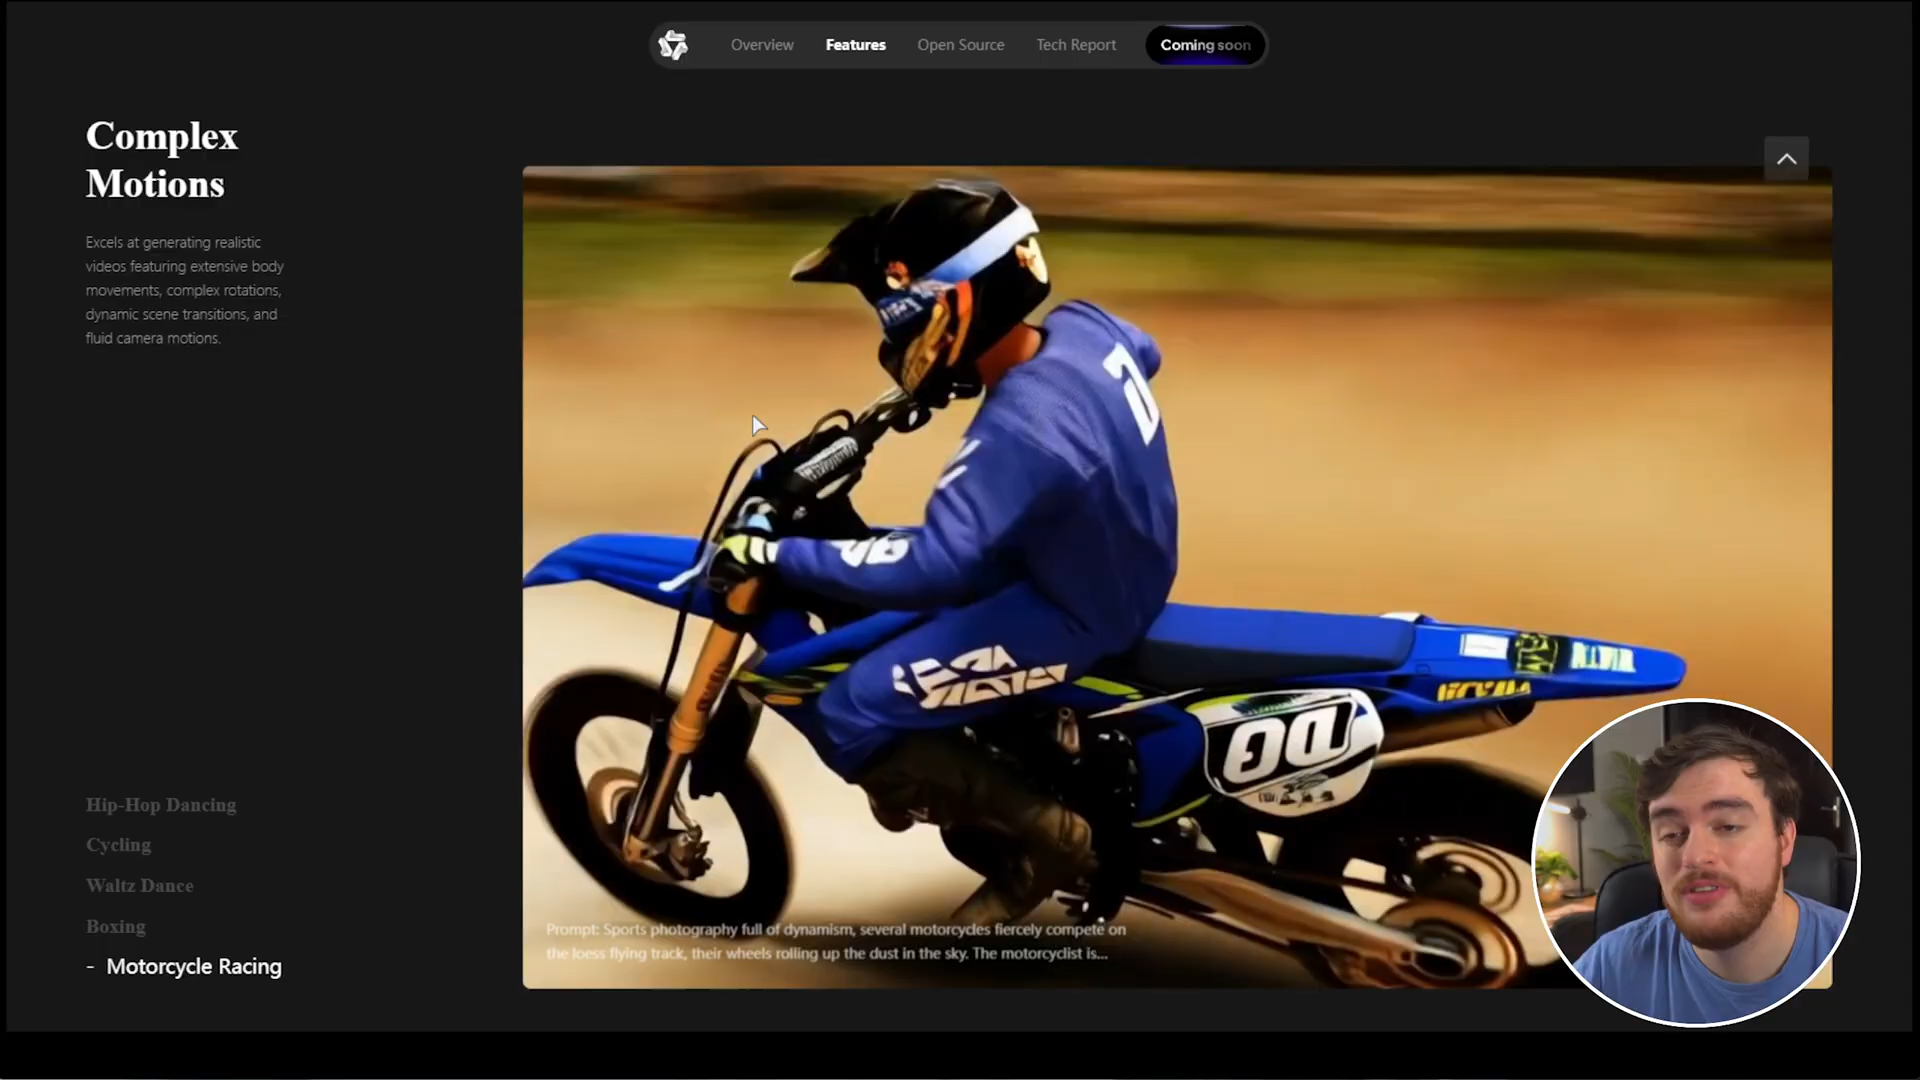 Overview
Features
Open Source
Tech Report
Coming soon
Complex
Motions
Excels at generating realistic
videos featuring extensive body
movements, complex rotations,
dynamic scene transitions, and
fluid camera motions.
Hip-Hop Dancing
Cycling
Waltz Dance
Boxing
- Motorcycle Racing
Prompt: Sports photography full of dynamism, several motorcycles fiercely compete on
the loess flying track, their wheels rolling up the dust in the sky. The motorcyclist is...